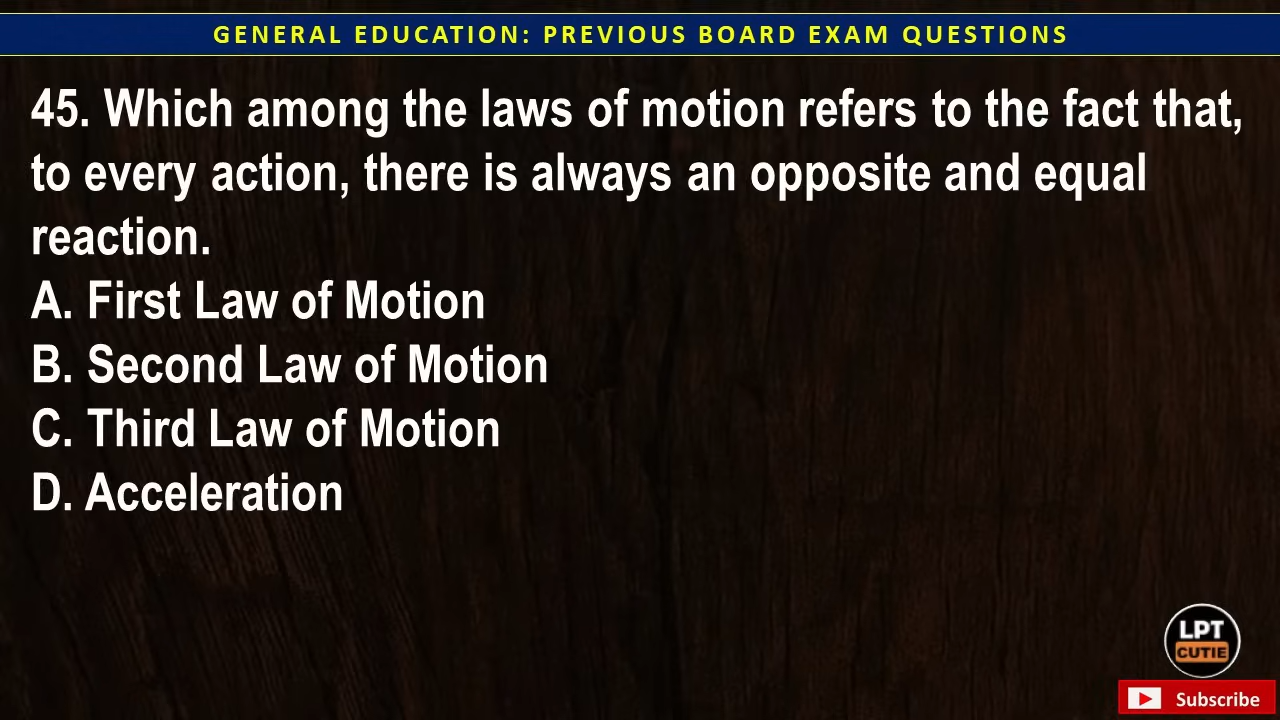 GENERAL EDUCATION: PREVIOUS BOARD EXAM QUESTIONS
45. Which among the laws of motion refers to the fact that,
to every action, there is always an opposite and equal
reaction.
A. First Law of Motion
B. Second Law of Motion
C. Third Law of Motion
D. Acceleration
LPT
CUTIE
Subscribe